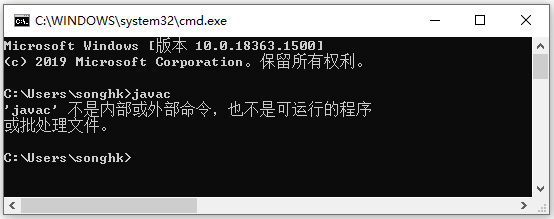 C:\WINDOWS\system32\cmd.exe
Microsoft Windows [版本 10.0.18363.1500]
(c) 2019 Microsoft Corporation。保留所有权利。
C:\Users\songhk>javac
'javac' 不是内部或外部命令，也不是可运行的程序
或批处理文件。
C:\Users\songhk>